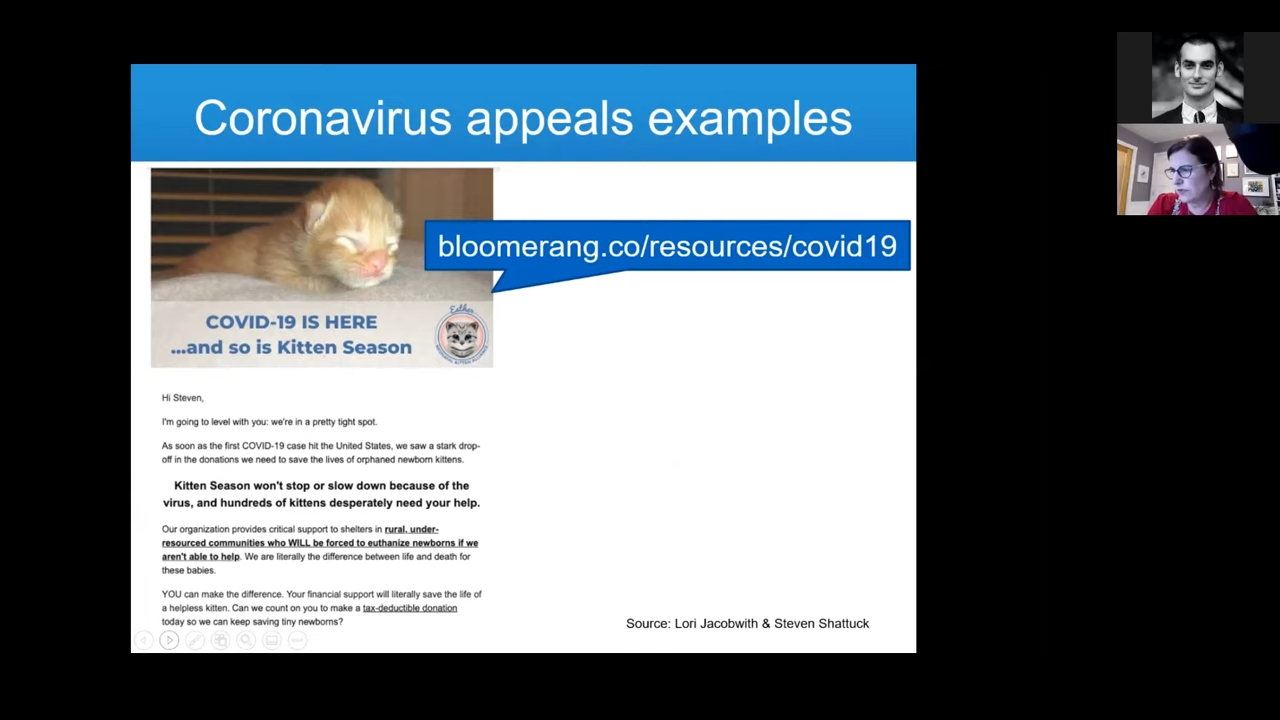 Coronavirus appeals examples
bloomerang.co/resources/covid19
COVID-19 IS HERE
...and so is Kitten Season
Esther
Hi Steven,
I'm going to level with you: we're in a pretty tight spot.
As soon as the first COVID-19 case hit the United States, we saw a stark drop-
off in the donations we need to save the lives of orphaned newborn kittens.
Kitten Season won't stop or slow down because of the
virus, and hundreds of kittens desperately need your help.
Our organization provides critical support to shelters in rural, under-
resourced communities who WILL be forced to euthanize newborns if we
aren't able to help. We are literally the difference between life and death for
these babies.
YOU can make the difference. Your financial support will literally save the life of
a helpless kitten. Can we count on you to make a tax-deductible donation
today so we can keep saving tiny newborns?
Source: Lori Jacobwith & Steven Shattuck